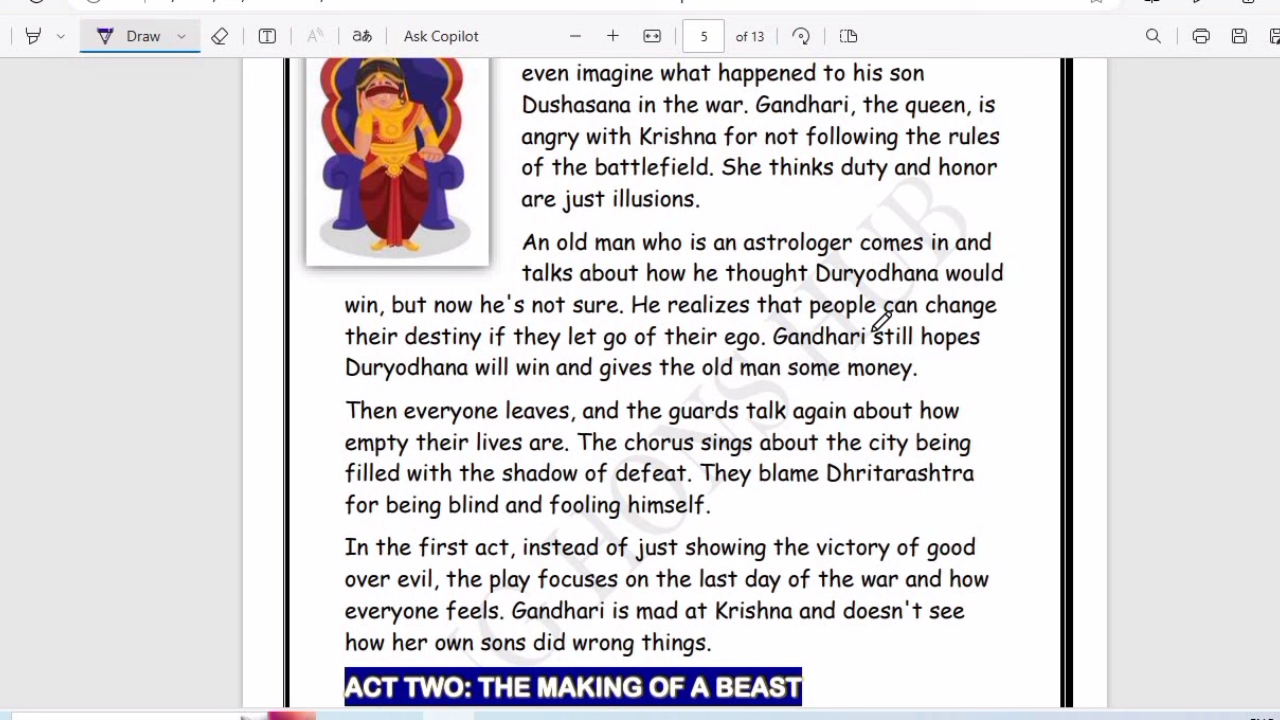 Draw
aあ
Ask Copilot
5
of 13
even imagine what happened to his son
Dushasana in the war. Gandhari, the queen, is
angry with Krishna for not following the rules
of the battlefield. She thinks duty and honor
are just illusions.
An old man who is an astrologer comes in and
talks about how he thought Duryodhana would
win, but now he's not sure. He realizes that people can change
their destiny if they let go of their ego. Gandhari still hopes
Duryodhana will win and gives the old man some money.
Then everyone leaves, and the guards talk again about how
empty their lives are. The chorus sings about the city being
filled with the shadow of defeat. They blame Dhritarashtra
for being blind and fooling himself.
In the first act, instead of just showing the victory of good
over evil, the play focuses on the last day of the war and how
everyone feels. Gandhari is mad at Krishna and doesn't see
how her own sons did wrong things.
ACT TWO: THE MAKING OF A BEAST
HONS HUB